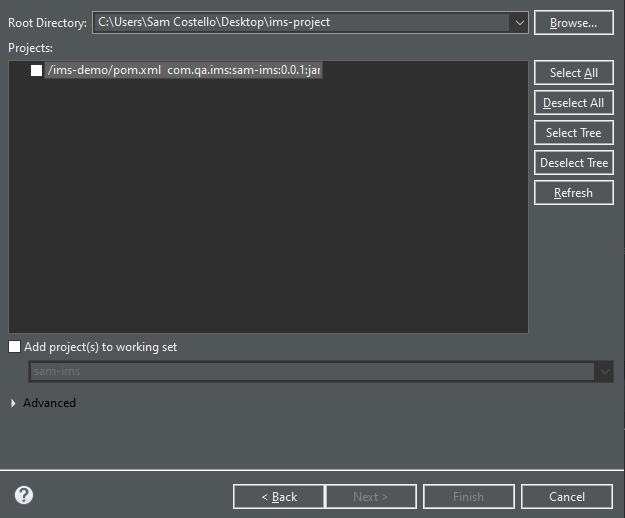 Root Directory: C:\Users\Sam Costello\Desktop\ims-project Browse...
Projects:
/ims-demo/pom.xml com.qa.ims:sam-ims:0.0.1:jar
Select All
Deselect All
Select Tree
Deselect Tree
Refresh
Add project(s) to working set
sam-ims
Advanced
? < Back Next > Finish Cancel